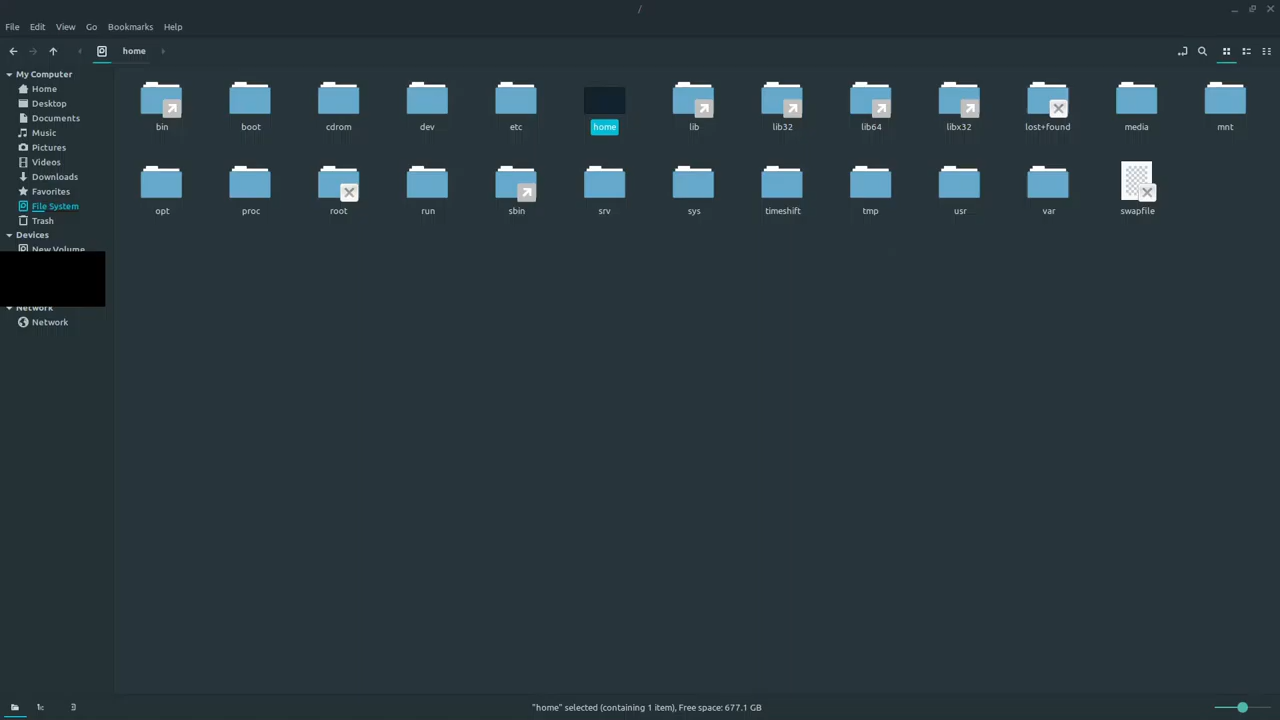 /
File Edit View Go Bookmarks Help
home
My Computer
Home
Desktop
Documents
Music
Pictures
Videos
Downloads
Favorites
File System
Trash
Devices
New Volume
Network
Network
bin boot cdrom dev etc home lib lib32 lib64 libx32 lost+found media mnt
opt proc root run sbin srv sys timeshift tmp usr var swapfile
"home" selected (containing 1 item), Free space: 677.1 GB